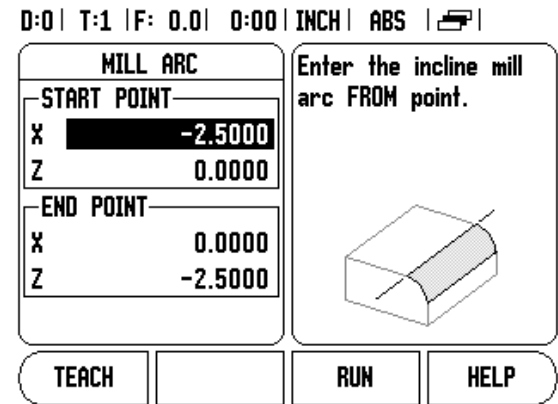 D:0| T:1 |F: 0.0| 0:00|INCH| ABS | |
MILL ARC
START POINT
X -2.5000
Z 0.0000
END POINT
X 0.0000
Z -2.5000
Enter the incline mill
arc FROM point.
TEACH RUN HELP